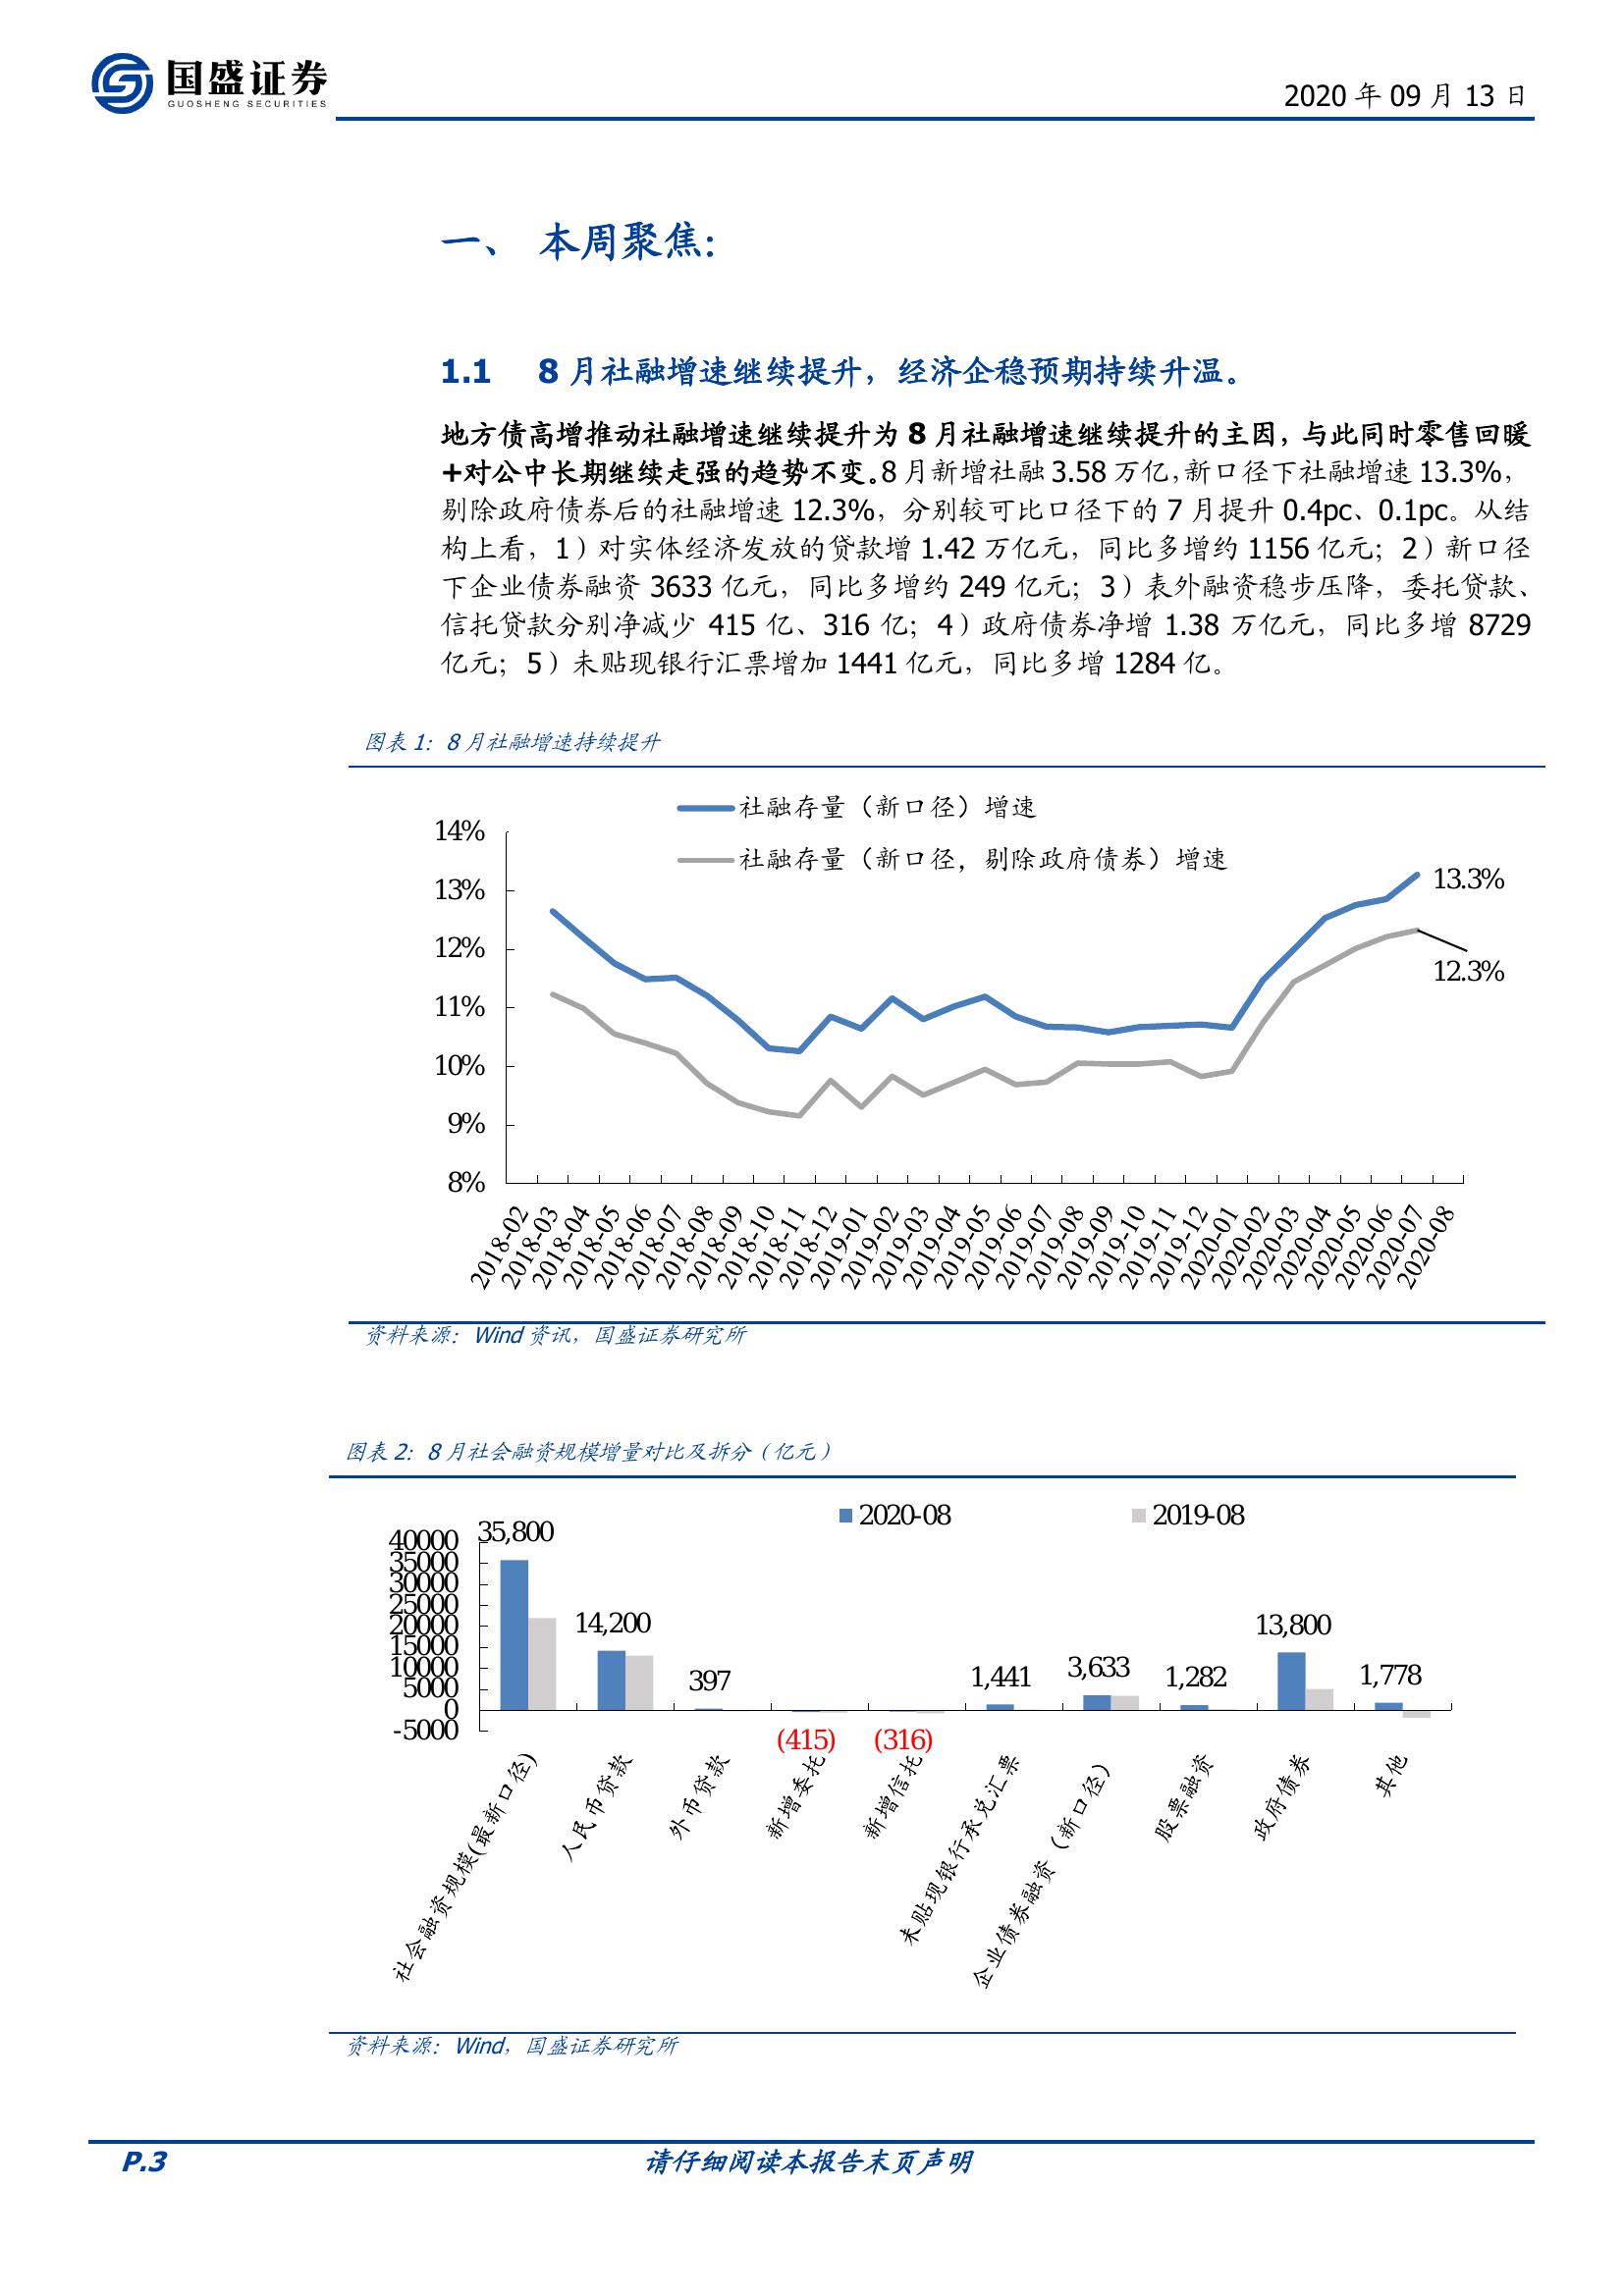 国盛证券
GUOSHENG SECURITIES
2020 年 09 月 13 日
一、 本周聚焦：
1.1 8 月社融增速继续提升，经济企稳预期持续升温。
地方债高增推动社融增速继续提升为 8 月社融增速继续提升的主因，与此同时零售回暖
+对公中长期继续走强的趋势不变。8 月新增社融 3.58 万亿，新口径下社融增速 13.3%，
剔除政府债券后的社融增速 12.3%，分别较可比口径下的 7 月提升 0.4pc、0.1pc。从结
构上看，1）对实体经济发放的贷款增 1.42 万亿元，同比多增约 1156 亿元；2）新口径
下企业债券融资 3633 亿元，同比多增约 249 亿元；3）表外融资稳步压降，委托贷款、
信托贷款分别净减少 415 亿、316 亿；4）政府债券净增 1.38 万亿元，同比多增 8729
亿元；5）未贴现银行汇票增加 1441 亿元，同比多增 1284 亿。
图表 1：8 月社融增速持续提升
社融存量（新口径）增速
社融存量（新口径，剔除政府债券）增速
14%
13%
12%
11%
10%
9%
8%
13.3%
12.3%
2018-02
2018-03
2018-04
2018-05
2018-06
2018-07
2018-08
2018-09
2018-10
2018-11
2018-12
2019-01
2019-02
2019-03
2019-04
2019-05
2019-06
2019-07
2019-08
2019-09
2019-10
2019-11
2019-12
2020-01
2020-02
2020-03
2020-04
2020-05
2020-06
2020-07
2020-08
资料来源：Wind 资讯，国盛证券研究所
图表 2：8 月社会融资规模增量对比及拆分（亿元）
2020-08
2019-08
40000
35000
30000
25000
20000
15000
10000
5000
0
-5000
35,800
14,200
397
(415)
(316)
1,441
3,633
1,282
13,800
1,778
社会融资规模(最新口径)
人民币贷款
外币贷款
新增委托
新增信托
未贴现银行承兑汇票
企业债券融资（新口径）
股票融资
政府债券
其他
资料来源：Wind，国盛证券研究所
P.3
请仔细阅读本报告末页声明